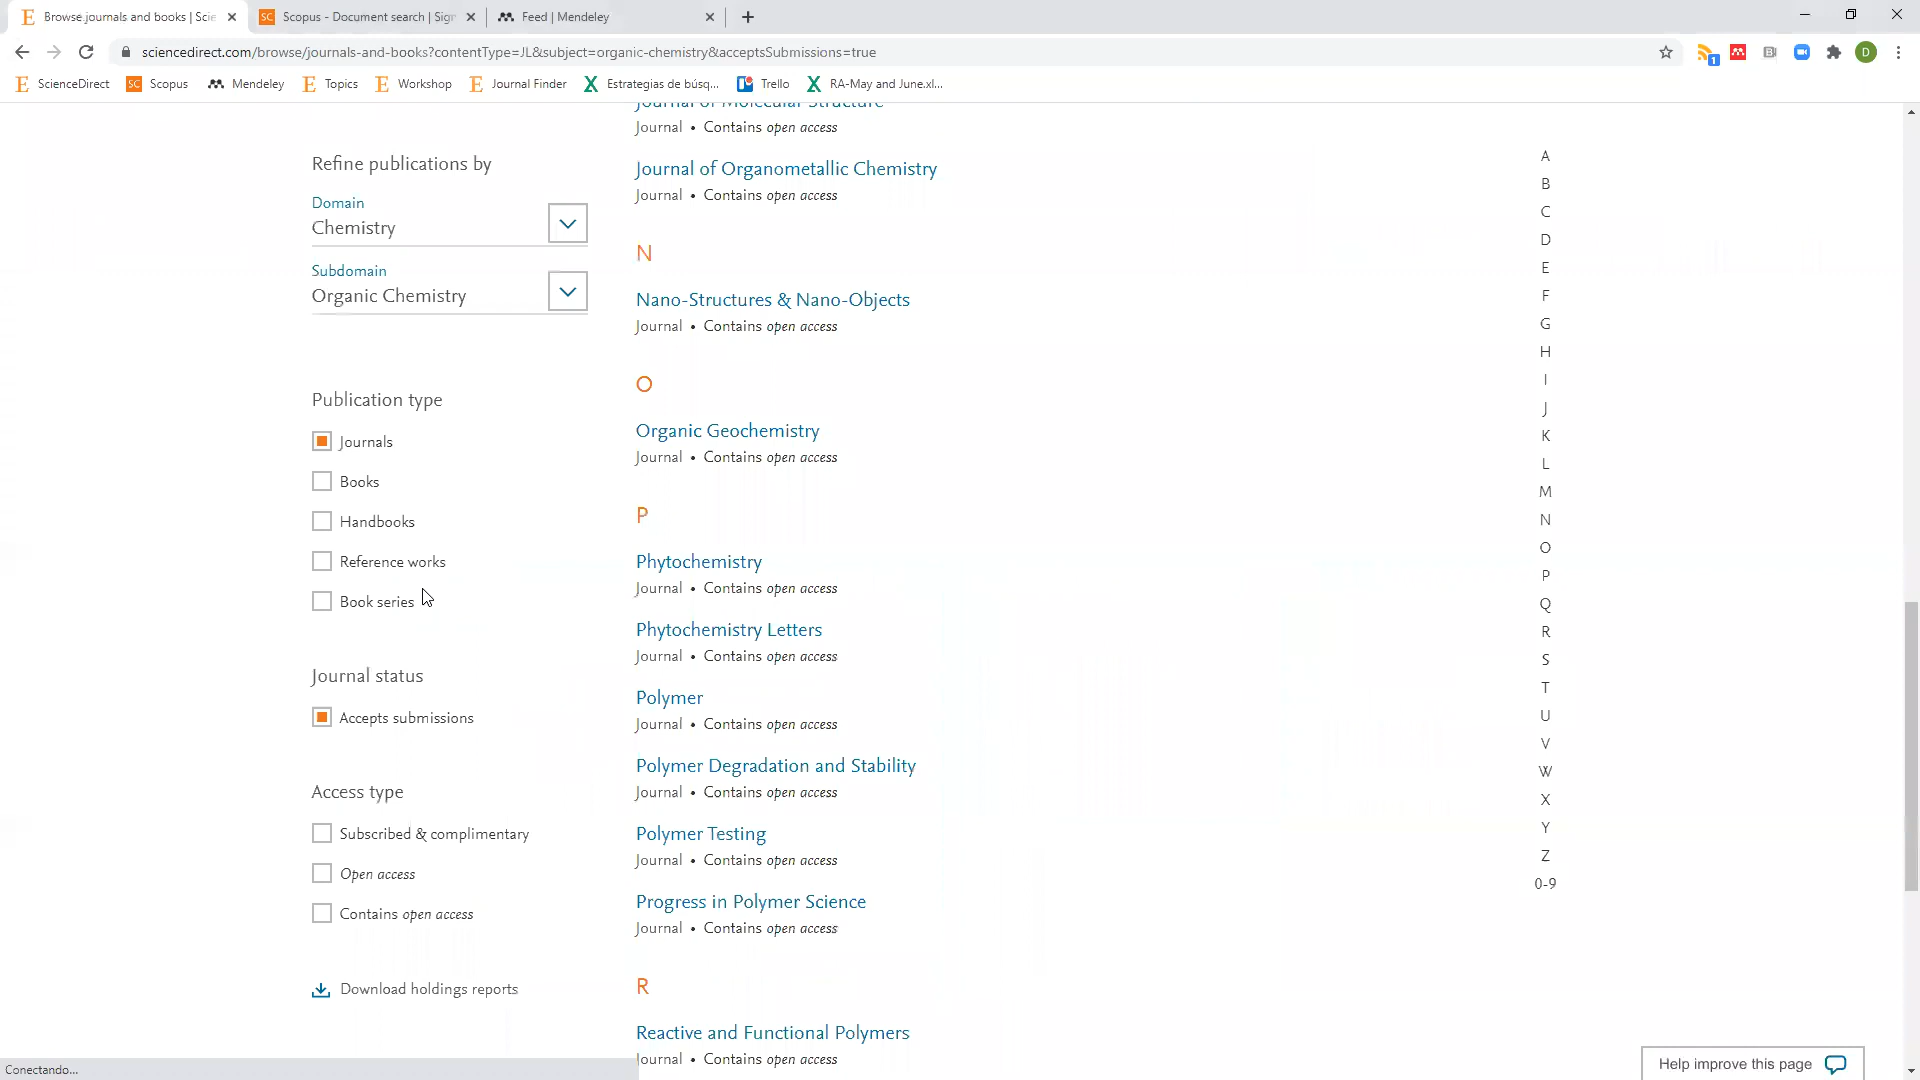 Browse journals and books | Scie
Scopus - Document search | Sign
Feed | Mendeley
sciencedirect.com/browse/journals-and-books?contentType=JL&subject=organic-chemistry&acceptsSubmissions=true
1
B
D
ScienceDirect
SC Scopus
Mendeley
Topics
Workshop
Journal Finder
Estrategias de búsq...
Trello
RA-May and June.xl...
Refine publications by
Domain
Chemistry
Subdomain
Organic Chemistry
Publication type
Journals
Books
Handbooks
Reference works
Book series
Journal status
Accepts submissions
Access type
Subscribed & complimentary
Open access
Contains open access
Download holdings reports
Journal of Molecular Structure
Journal • Contains open access
Journal of Organometallic Chemistry
Journal • Contains open access
N
Nano-Structures & Nano-Objects
Journal • Contains open access
O
Organic Geochemistry
Journal • Contains open access
P
Phytochemistry
Journal • Contains open access
Phytochemistry Letters
Journal • Contains open access
Polymer
Journal • Contains open access
Polymer Degradation and Stability
Journal • Contains open access
Polymer Testing
Journal • Contains open access
Progress in Polymer Science
Journal • Contains open access
R
Reactive and Functional Polymers
Journal • Contains open access
A
B
C
D
E
F
G
H
I
J
K
L
M
N
O
P
Q
R
S
T
U
V
W
X
Y
Z
0-9
Help improve this page
Conectando...